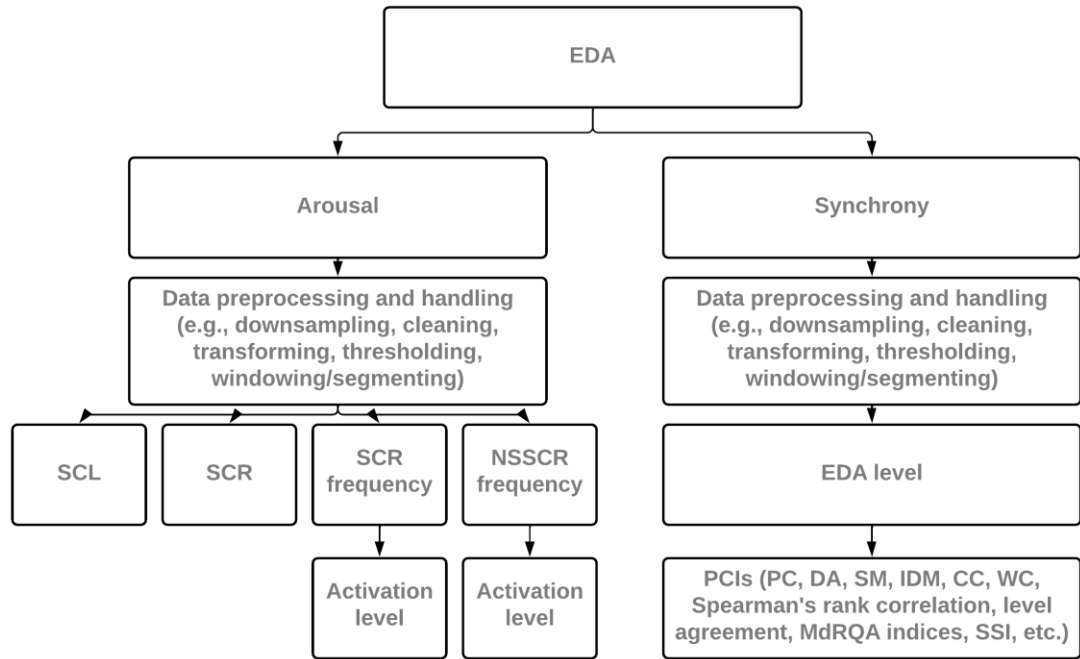 EDA
Arousal
Synchrony
Data preprocessing and handling
(e.g., downsampling, cleaning,
transforming, thresholding,
windowing/segmenting)
Data preprocessing and handling
(e.g., downsampling, cleaning,
transforming, thresholding,
windowing/segmenting)
SCL
SCR
SCR
frequency
NSSCR
frequency
EDA level
Activation
level
Activation
level
PCIs (PC, DA, SM, IDM, CC, WC,
Spearman's rank correlation, level
agreement, MdRQA indices, SSI, etc.)